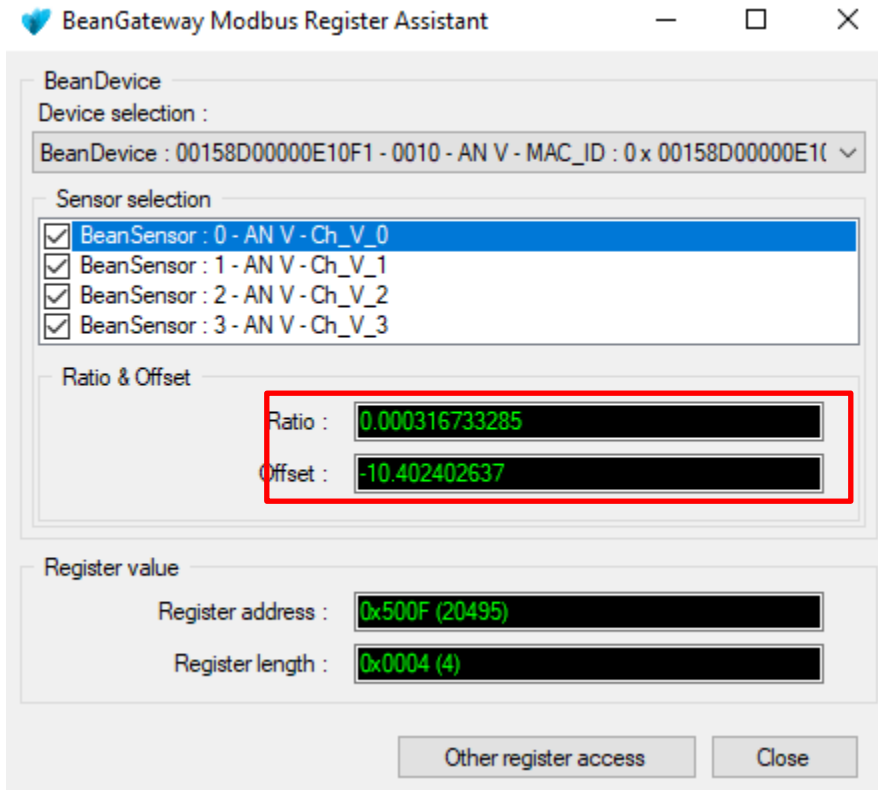 BeanGateway Modbus Register Assistant
BeanDevice
Device selection :
BeanDevice : 00158D00000E10F1 - 0010 - AN V - MAC_ID : 0 x 00158D00000E1(
Sensor selection
BeanSensor : 0 - AN V - Ch_V_0
BeanSensor : 1 - AN V - Ch_V_1
BeanSensor : 2 - AN V - Ch_V_2
BeanSensor : 3 - AN V - Ch_V_3
Ratio & Offset
Ratio : 0.000316733285
Offset : -10.402402637
Register value
Register address : 0x500F (20495)
Register length : 0x0004 (4)
Other register access Close